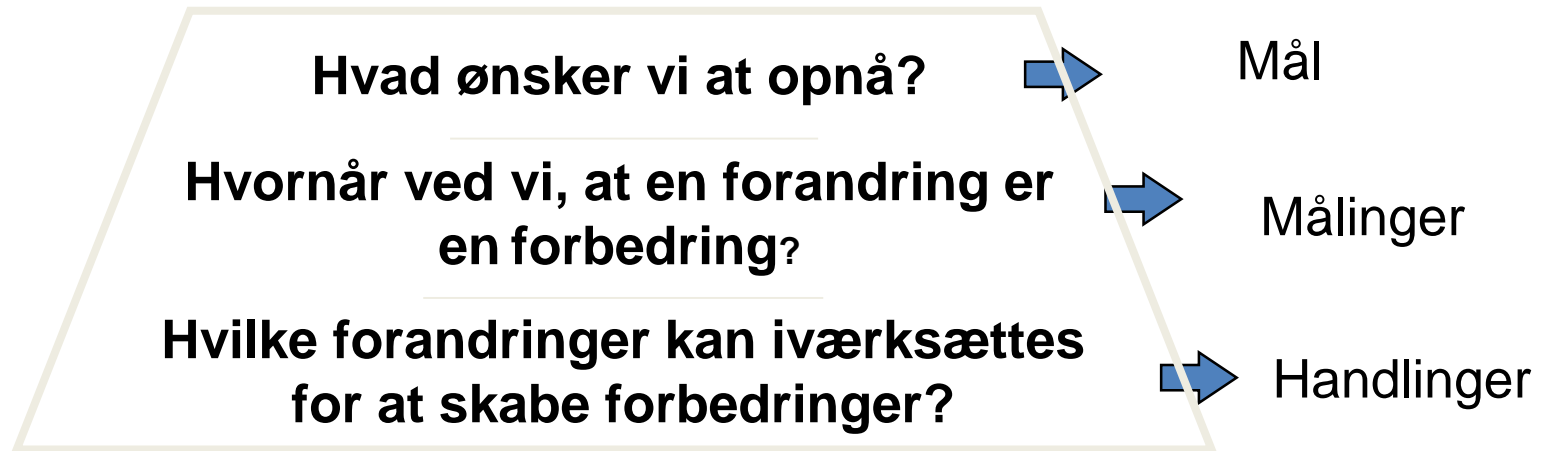 Hvad ønsker vi at opnå?
Mål
Hvornår ved vi, at en forandring er
en forbedring?
Målinger
Hvilke forandringer kan iværksættes
for at skabe forbedringer?
Handlinger